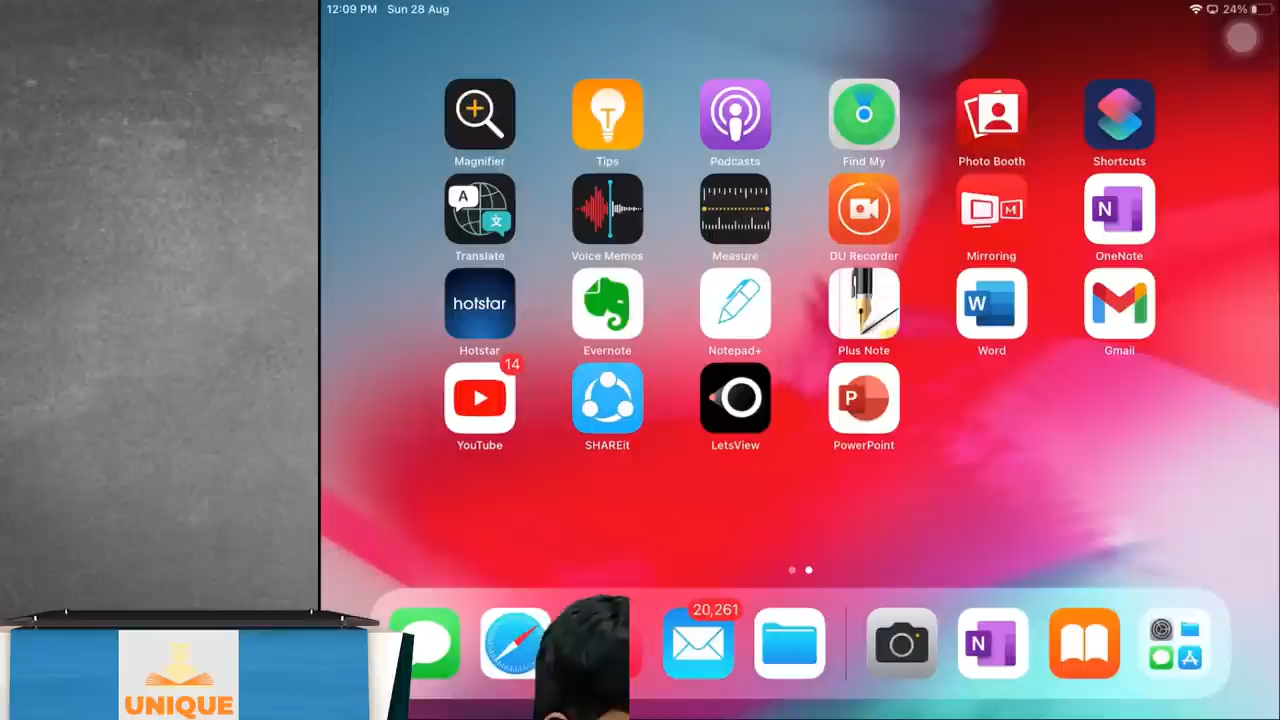 12:09 PM Sun 28 Aug
24%
Magnifier
Tips
Podcasts
Find My
Photo Booth
Shortcuts
A
文
M
N
Translate
Voice Memos
Measure
DU Recorder
Mirroring
OneNote
hotstar
W
Hotstar
Evernote
Notepad+
Plus Note
Word
Gmail
14
P
YouTube
SHAREit
LetsView
PowerPoint
20,261
N
UNIQUE